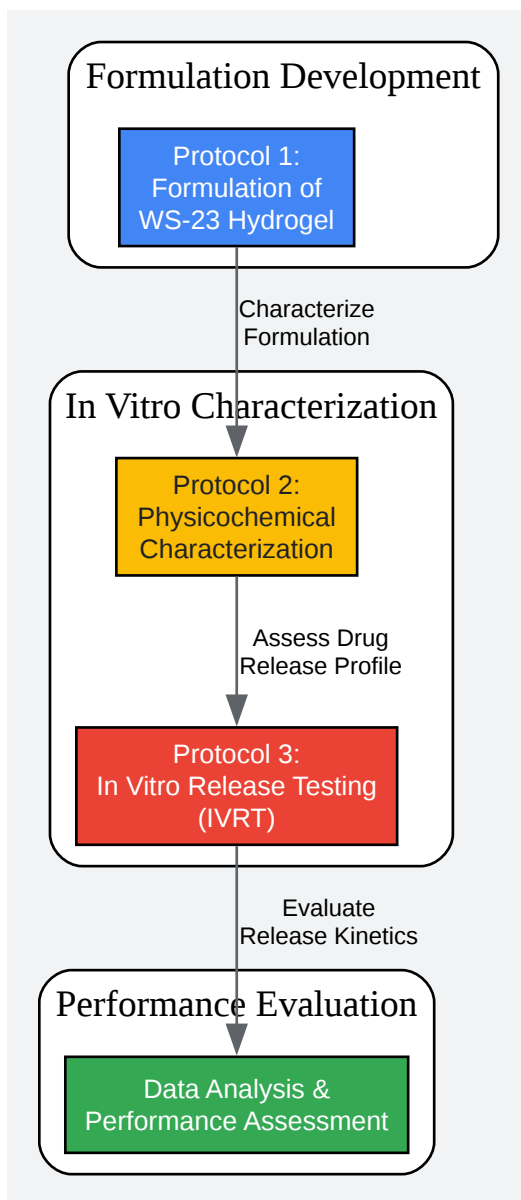 Formulation Development
Protocol 1:
Formulation of
WS-23 Hydrogel
Characterize
Formulation
In Vitro Characterization
Protocol 2:
Physicochemical
Characterization
Assess Drug
Release Profile
Protocol 3:
In Vitro Release Testing
(IVRT)
Evaluate
Release Kinetics
Performance Evaluation
Data Analysis &
Performance Assessment